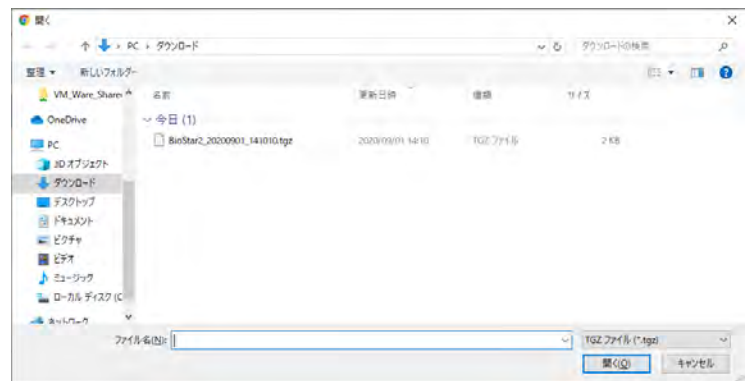 開く
PC › ダウンロード
ダウンロードの検索
整理 ▼ 新しいフォルダー
名前 更新日時 種類 サイズ
今日 (1)
BioStar2_20200901_141010.tgz 2020/09/01 14:10 TGZ ファイル 2 KB
VM_Ware_Share
OneDrive
PC
3D オブジェクト
ダウンロード
デスクトップ
ドキュメント
ピクチャ
ビデオ
ミュージック
ローカル ディスク (C
ネットワーク
ファイル名(N):
TGZ ファイル (*.tgz)
開く(O) キャンセル